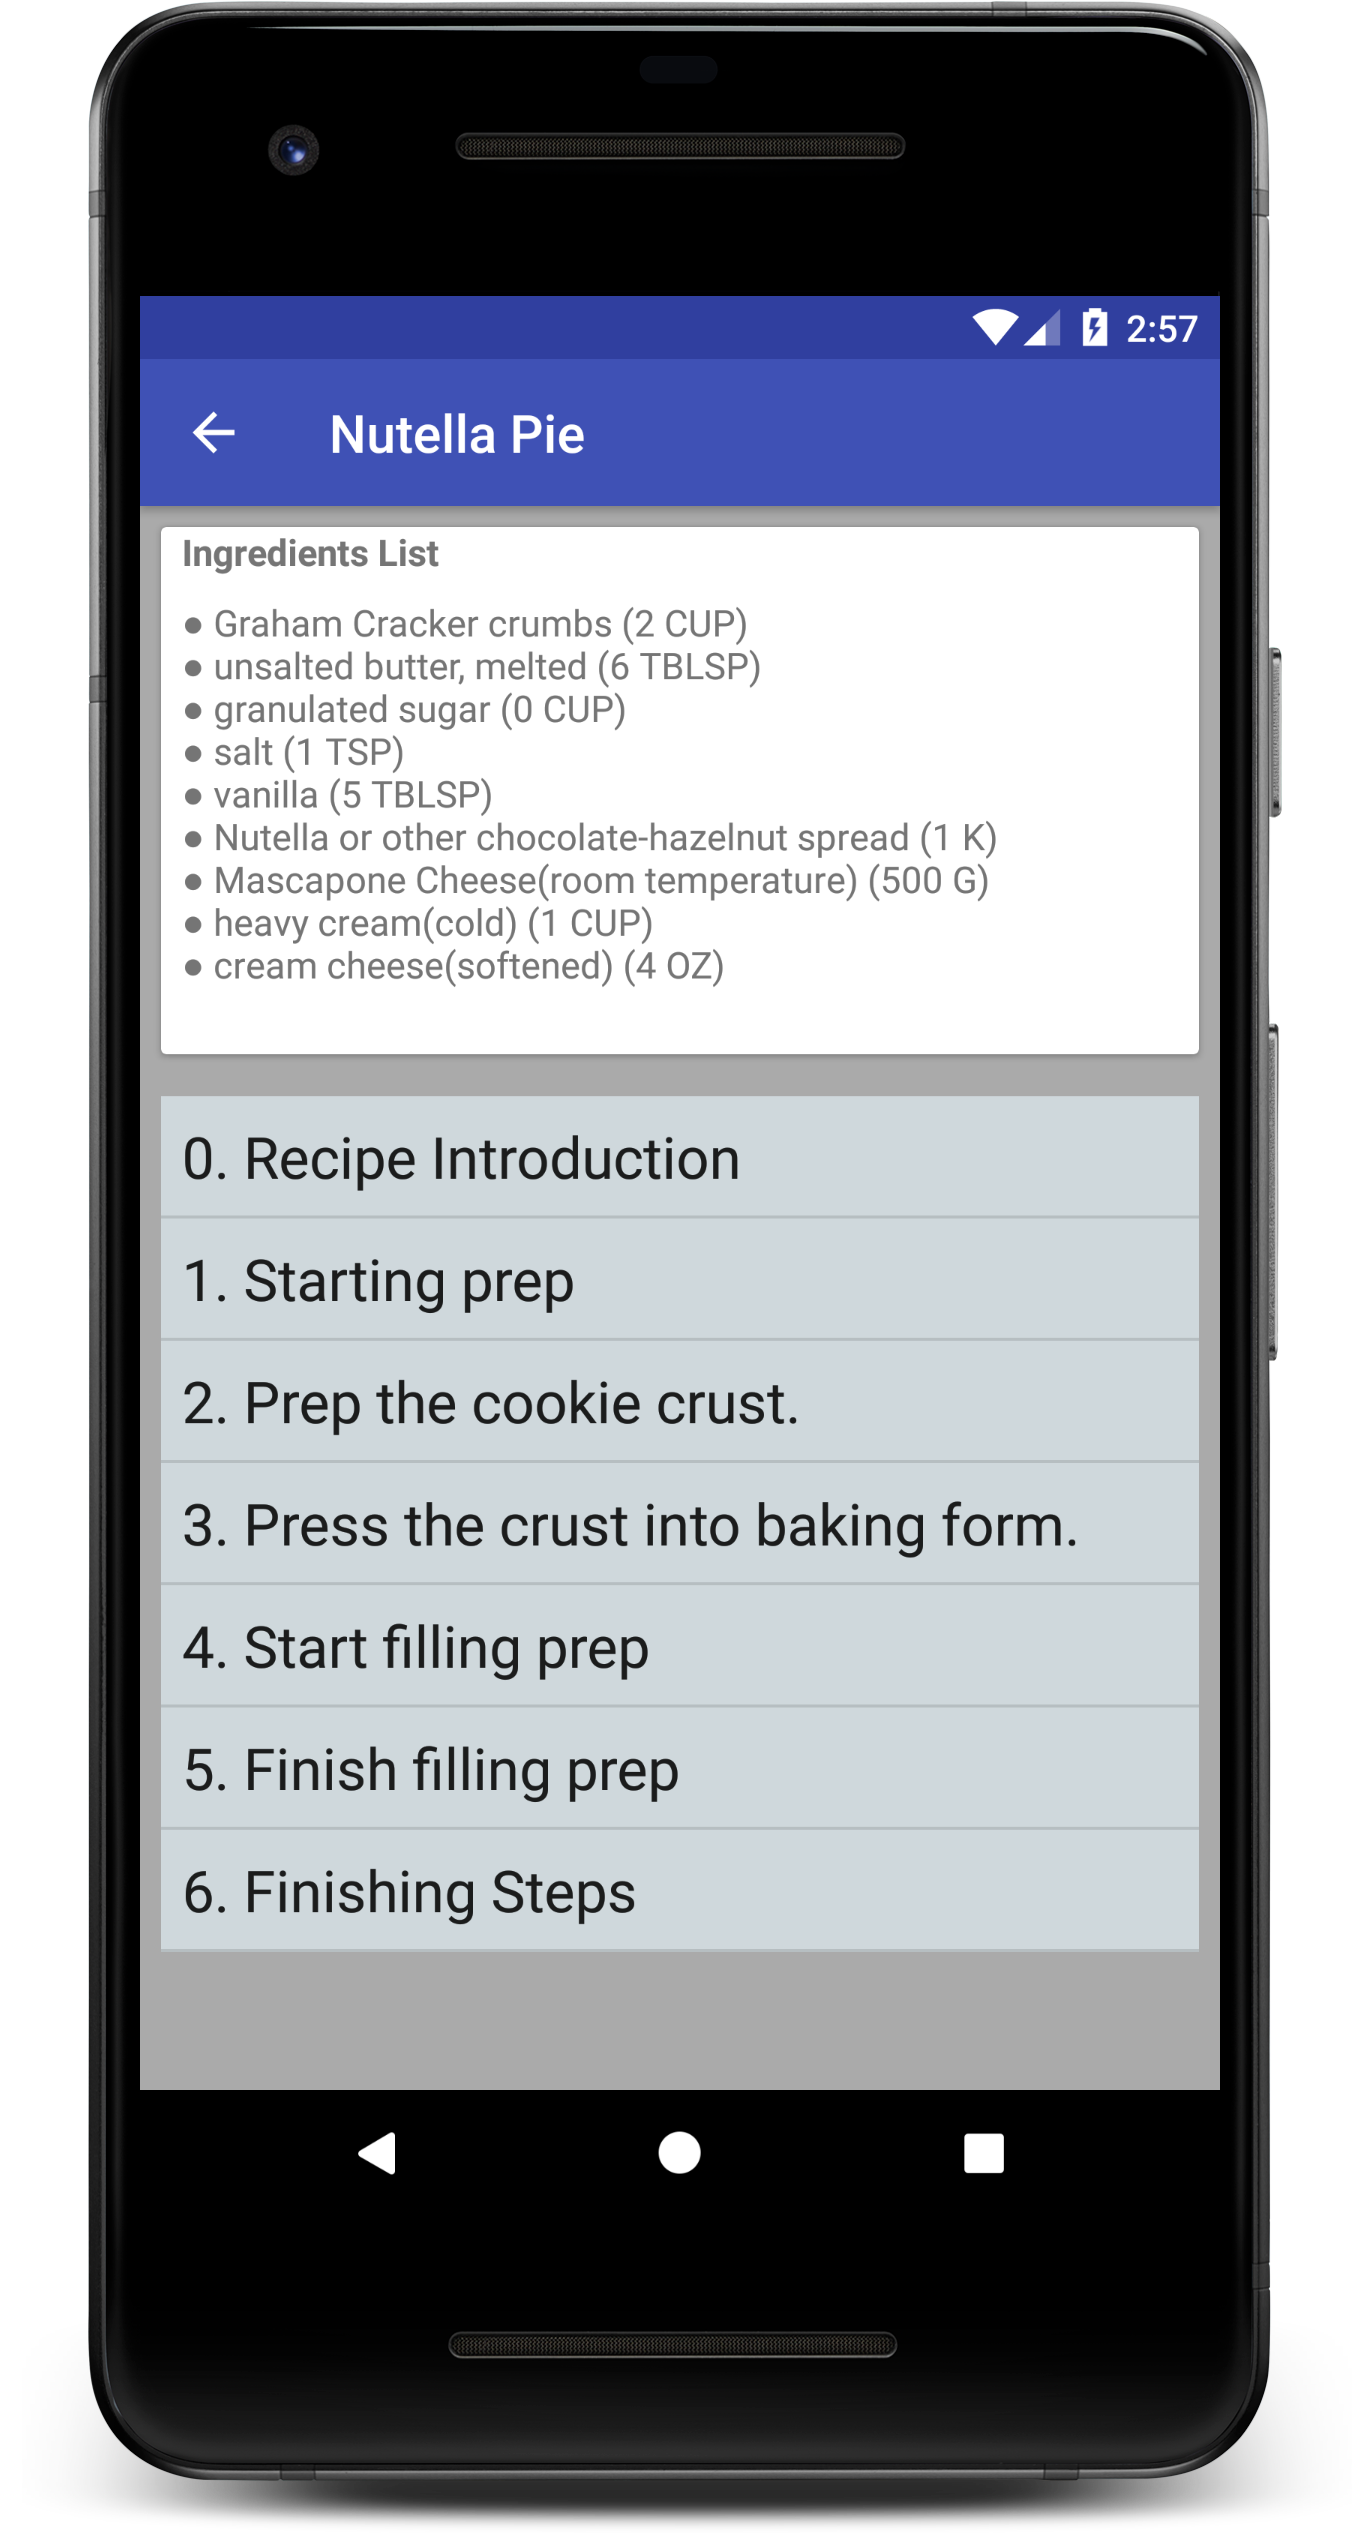 2:57
Nutella Pie
Ingredients List
● Graham Cracker crumbs (2 CUP)
● unsalted butter, melted (6 TBLSP)
● granulated sugar (0 CUP)
● salt (1 TSP)
● vanilla (5 TBLSP)
● Nutella or other chocolate-hazelnut spread (1 K)
● Mascapone Cheese(room temperature) (500 G)
● heavy cream(cold) (1 CUP)
● cream cheese(softened) (4 OZ)
0. Recipe Introduction
1. Starting prep
2. Prep the cookie crust.
3. Press the crust into baking form.
4. Start filling prep
5. Finish filling prep
6. Finishing Steps